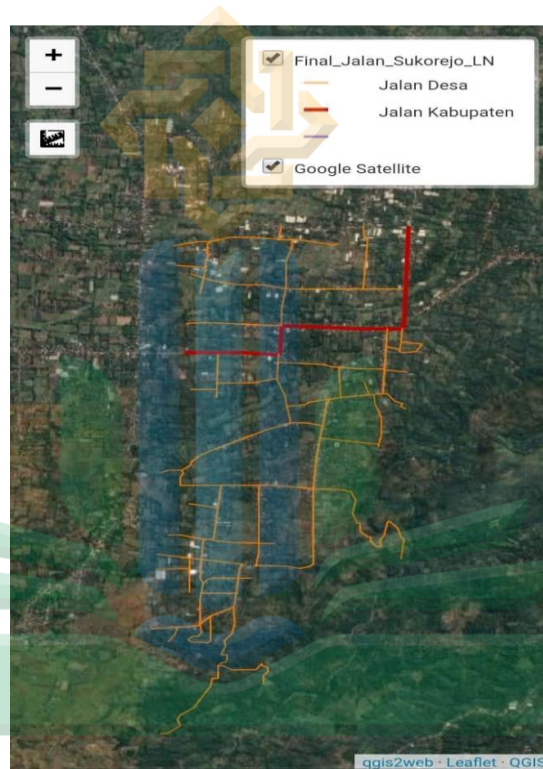 +
−
Final_Jalan_Sukorejo_LN
Jalan Desa
Jalan Kabupaten
Google Satellite
qgis2web · Leaflet · QGIS